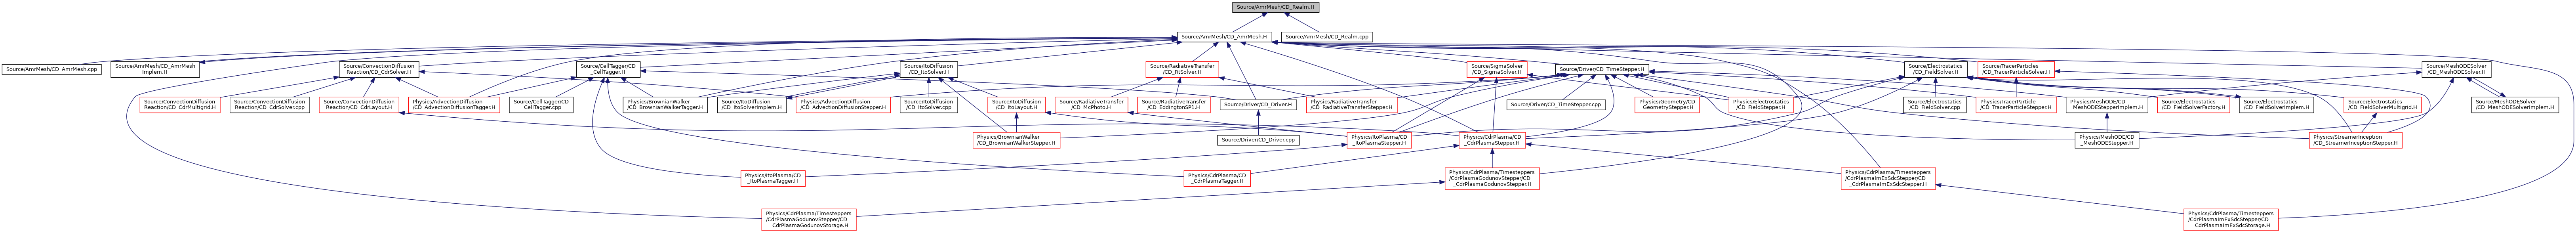 Source/AmrMesh/CD_Realm.H
Source/AmrMesh/CD_AmrMesh.H
Source/AmrMesh/CD_Realm.cpp
Source/AmrMesh/CD_AmrMesh.cpp
Source/AmrMesh/CD_AmrMesh
Implem.H
Source/ConvectionDiffusion
Reaction/CD_CdrSolver.H
Source/CellTagger/CD
_CellTagger.H
Source/ItoDiffusion
/CD_ItoSolver.H
Source/RadiativeTransfer
/CD_RtSolver.H
Source/SigmaSolver
/CD_SigmaSolver.H
Source/Driver/CD_TimeStepper.H
Source/Electrostatics
/CD_FieldSolver.H
Source/TracerParticles
/CD_TracerParticleSolver.H
Source/MeshODESolver
/CD_MeshODESolver.H
Source/ConvectionDiffusion
Reaction/CD_CdrMultigrid.H
Source/ConvectionDiffusion
Reaction/CD_CdrSolver.cpp
Source/ConvectionDiffusion
Reaction/CD_CdrLayout.H
Physics/AdvectionDiffusion
/CD_AdvectionDiffusionTagger.H
Source/CellTagger/CD
_CellTagger.cpp
Physics/BrownianWalker
/CD_BrownianWalkerTagger.H
Source/ItoDiffusion
/CD_ItoSolverImplem.H
Physics/AdvectionDiffusion
/CD_AdvectionDiffusionStepper.H
Source/ItoDiffusion
/CD_ItoSolver.cpp
Source/ItoDiffusion
/CD_ItoLayout.H
Source/RadiativeTransfer
/CD_McPhoto.H
Source/RadiativeTransfer
/CD_EddingtonSP1.H
Source/Driver/CD_Driver.H
Physics/RadiativeTransfer
/CD_RadiativeTransferStepper.H
Source/Driver/CD_TimeStepper.cpp
Physics/Geometry/CD
_GeometryStepper.H
Physics/Electrostatics
/CD_FieldStepper.H
Source/Electrostatics
/CD_FieldSolver.cpp
Physics/TracerParticle
/CD_TracerParticleStepper.H
Physics/MeshODE/CD
_MeshODEStepperImplem.H
Source/Electrostatics
/CD_FieldSolverFactory.H
Source/Electrostatics
/CD_FieldSolverImplem.H
Source/Electrostatics
/CD_FieldSolverMultigrid.H
Source/MeshODESolver
/CD_MeshODESolverImplem.H
Physics/BrownianWalker
/CD_BrownianWalkerStepper.H
Source/Driver/CD_Driver.cpp
Physics/ItoPlasma/CD
_ItoPlasmaStepper.H
Physics/CdrPlasma/CD
_CdrPlasmaStepper.H
Physics/MeshODE/CD
_MeshODEStepper.H
Physics/StreamerInception
/CD_StreamerInceptionStepper.H
Physics/ItoPlasma/CD
_ItoPlasmaTagger.H
Physics/CdrPlasma/CD
_CdrPlasmaTagger.H
Physics/CdrPlasma/Timesteppers
/CdrPlasmaGodunovStepper/CD
_CdrPlasmaGodunovStepper.H
Physics/CdrPlasma/Timesteppers
/CdrPlasmaImExSdcStepper/CD
_CdrPlasmaImExSdcStepper.H
Physics/CdrPlasma/Timesteppers
/CdrPlasmaGodunovStepper/CD
_CdrPlasmaGodunovStorage.H
Physics/CdrPlasma/Timesteppers
/CdrPlasmaImExSdcStepper/CD
_CdrPlasmaImExSdcStorage.H